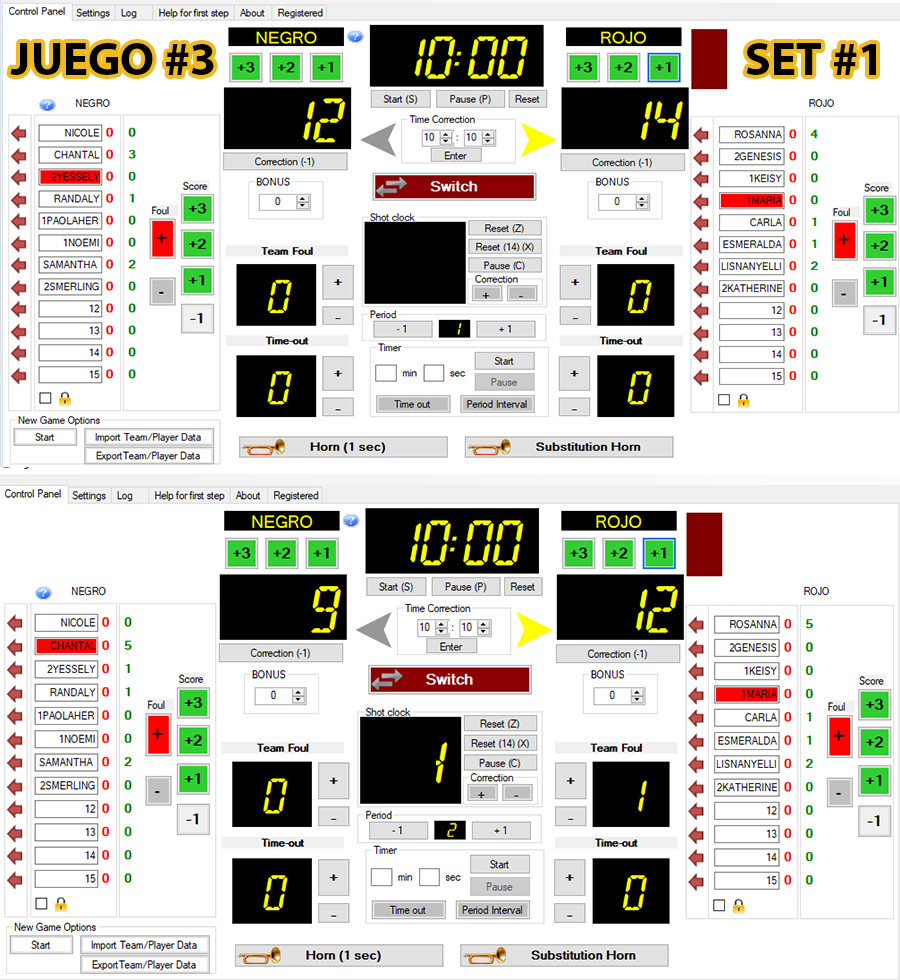 Control Panel Settings Log Help for first step About Registered
JUEGO #3
SET #1
NEGRO 10:00 ROJO
+3 +2 +1 +3 +2 +1
12 14
Start (S) Pause (P) Reset
Time Correction
10 : 10
Enter
Correction (-1) Correction (-1)
BONUS BONUS
0 0
Switch
NEGRO
NICOLE 0 0
CHANTAL 0 3
2YESSELY 0 0
RANDALY 0 1
1PAOLAHER 0 0
1NOEMI 0 0
SAMANTHA 0 2
2SMERLING 0 0
12 0 0
13 0 0
14 0 0
15 0 0
Foul
+
-
Score
+3
+2
+1
-1
New Game Options
Start Import Team/Player Data
ExportTeam/Player Data
Team Foul
0 +
-
Time-out
0 +
-
Shot clock
Reset (Z)
Reset (14) (X)
Pause (C)
Correction
+ -
Period
- 1 1 + 1
Timer
min sec
Start
Pause
Time out Period Interval
Team Foul
+ 0
-
Time-out
+ 0
-
Horn (1 sec) Substitution Horn
ROJO
ROSANNA 0 4
2GENESIS 0 0
1KEISY 0 0
1MARIA 0 0
CARLA 0 1
ESMERALDA 0 1
LISNANYELLI 0 2
2KATHERINE 0 0
12 0 0
13 0 0
14 0 0
15 0 0
Foul
+
-
Score
+3
+2
+1
-1
Control Panel Settings Log Help for first step About Registered
NEGRO 10:00 ROJO
+3 +2 +1 +3 +2 +1
9 12
Start (S) Pause (P) Reset
Time Correction
10 : 10
Enter
Correction (-1) Correction (-1)
BONUS BONUS
0 0
Switch
NEGRO
NICOLE 0 0
CHANTAL 0 5
2YESSELY 0 1
RANDALY 0 1
1PAOLAHER 0 0
1NOEMI 0 0
SAMANTHA 0 2
2SMERLING 0 0
12 0 0
13 0 0
14 0 0
15 0 0
Foul
+
-
Score
+3
+2
+1
-1
New Game Options
Start Import Team/Player Data
ExportTeam/Player Data
Team Foul
0 +
-
Time-out
0 +
-
Shot clock
1
Reset (Z)
Reset (14) (X)
Pause (C)
Correction
+ -
Period
- 1 2 + 1
Timer
min sec
Start
Pause
Time out Period Interval
Team Foul
+ 1
-
Time-out
+ 0
-
Horn (1 sec) Substitution Horn
ROJO
ROSANNA 0 5
2GENESIS 0 0
1KEISY 0 0
1MARIA 0 0
CARLA 0 1
ESMERALDA 0 1
LISNANYELLI 0 2
2KATHERINE 0 0
12 0 0
13 0 0
14 0 0
15 0 0
Foul
+
-
Score
+3
+2
+1
-1